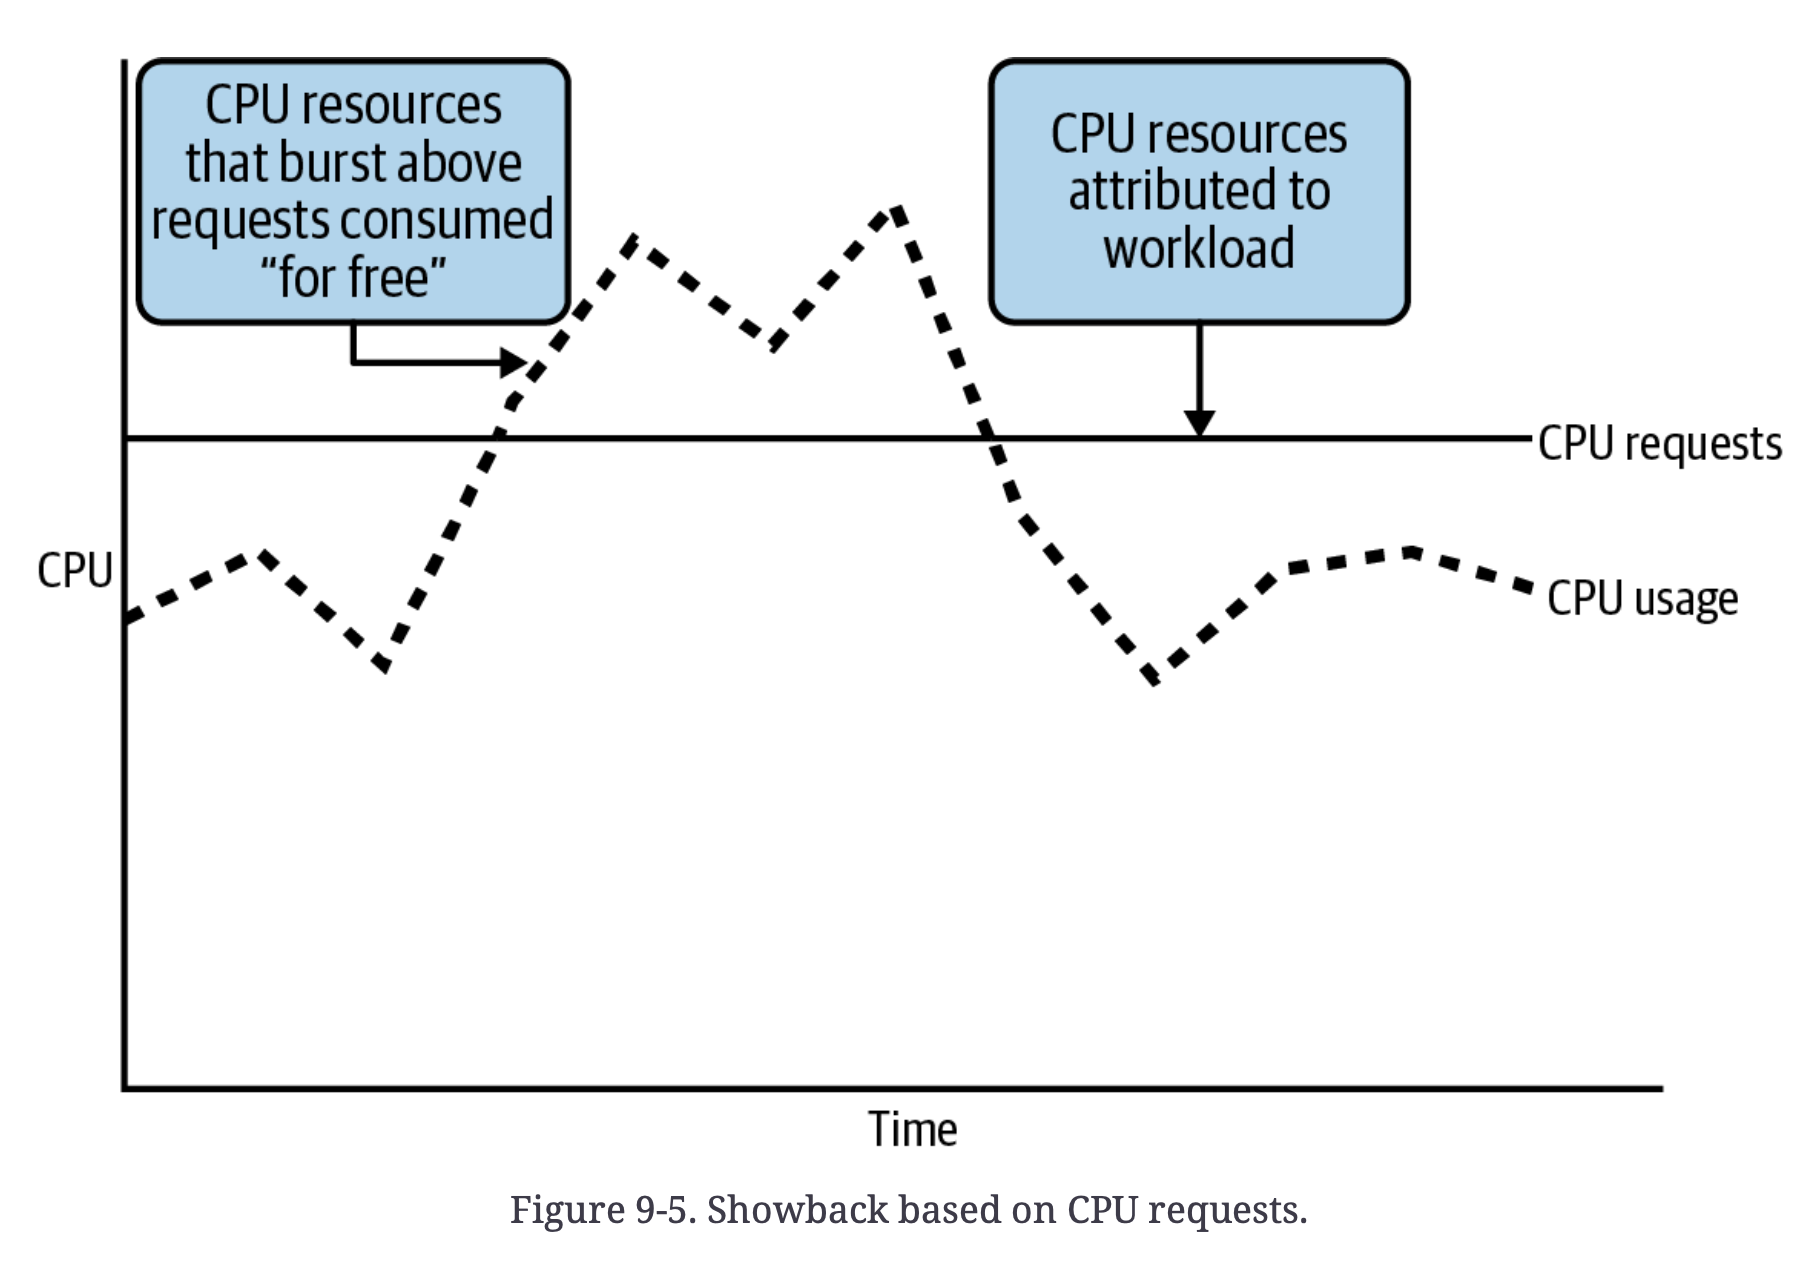 CPU resources
that burst above
requests consumed
“for free”
CPU resources
attributed to
workload
CPU requests
CPU
CPU usage
Time
Figure 9-5. Showback based on CPU requests.